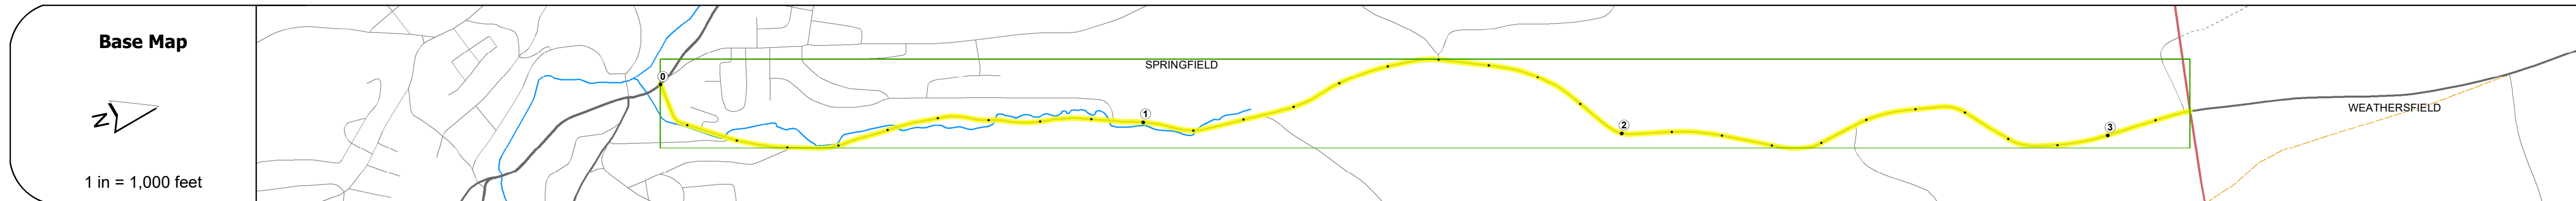 Base Map
N
1 in = 1,000 feet
SPRINGFIELD
WEATHERSFIELD
0
1
2
3